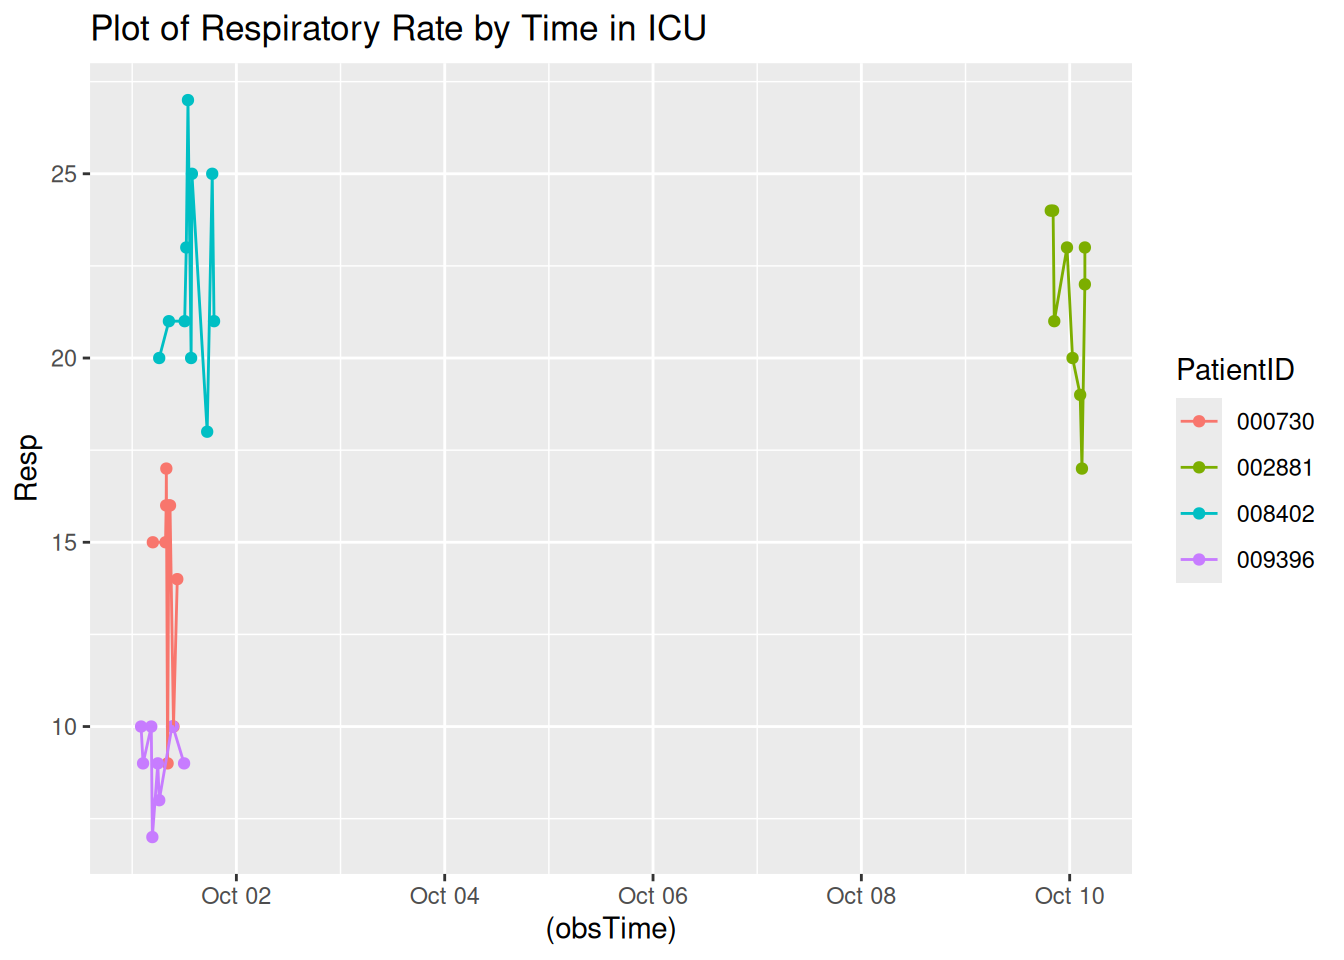 Plot of Respiratory Rate by Time in ICU
25
20
15
10
Resp
Oct 02
Oct 04
Oct 06
Oct 08
Oct 10
(obsTime)
PatientID
000730
002881
008402
009396